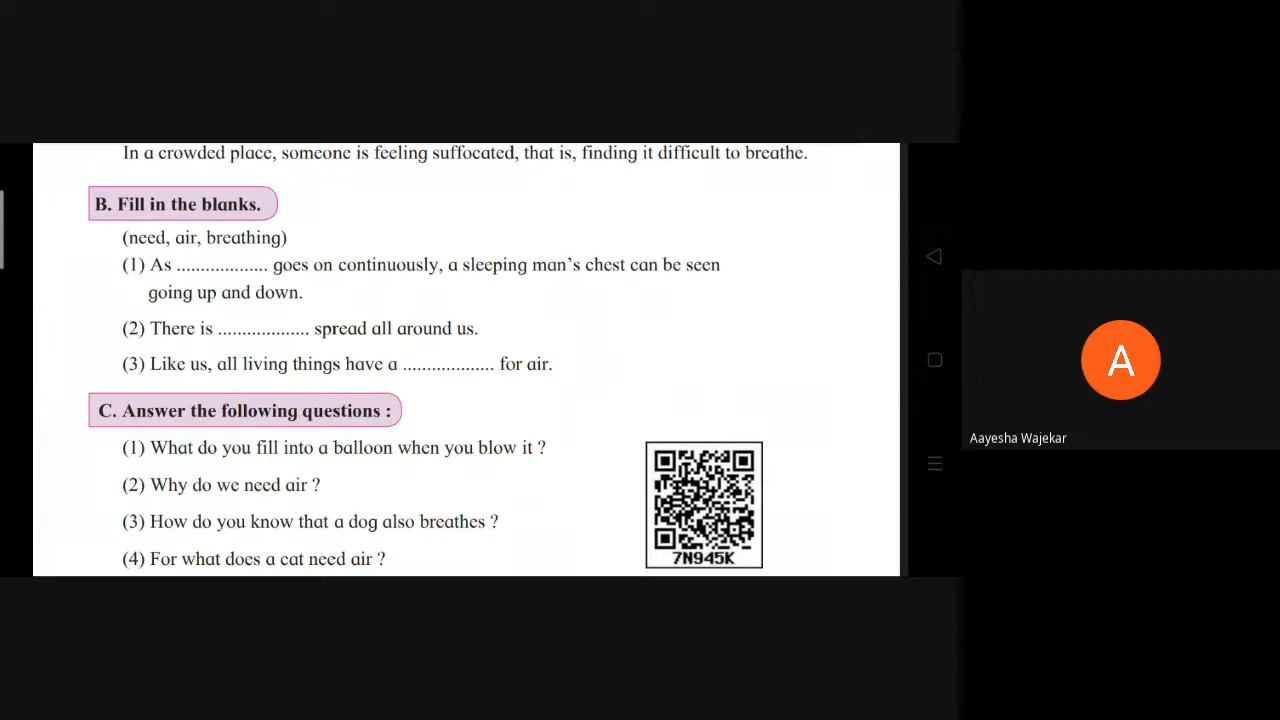 In a crowded place, someone is feeling suffocated, that is, finding it difficult to breathe.
B. Fill in the blanks.
(need, air, breathing)
(1) As ................... goes on continuously, a sleeping man’s chest can be seen
going up and down.
(2) There is ................... spread all around us.
(3) Like us, all living things have a ................... for air.
C. Answer the following questions :
(1) What do you fill into a balloon when you blow it ?
(2) Why do we need air ?
(3) How do you know that a dog also breathes ?
(4) For what does a cat need air ?
7N945K
A
Aayesha Wajekar